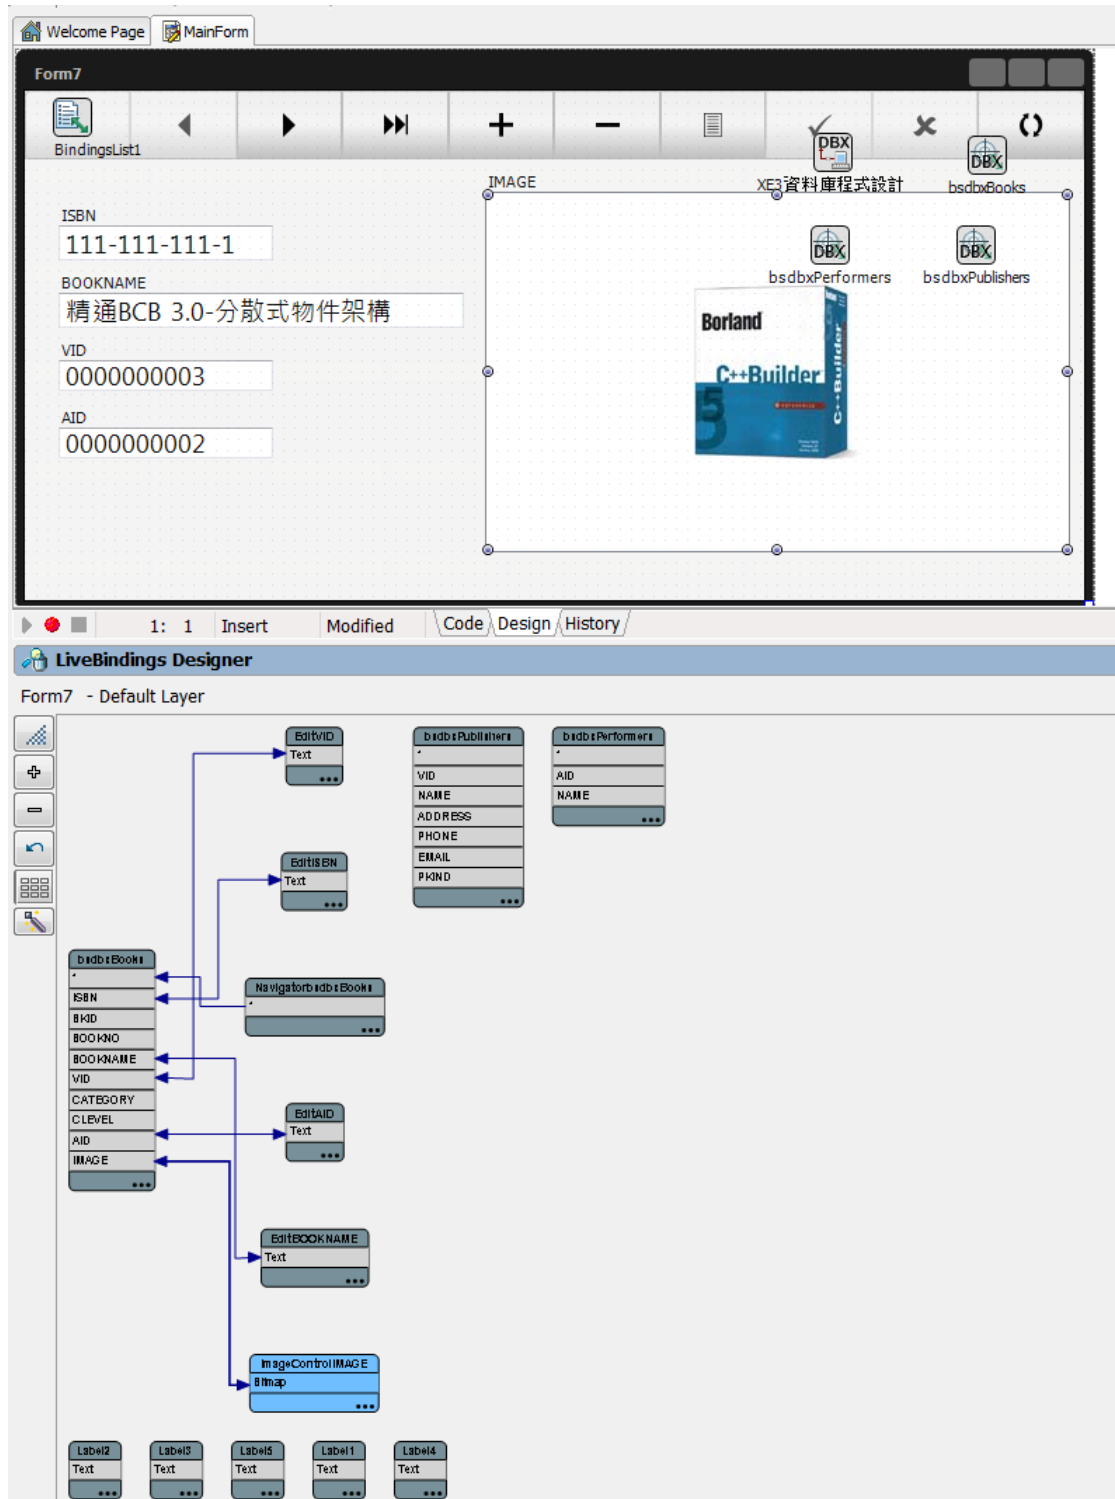 Welcome Page
MainForm
Form7
BindingsList1
DBX
DBX
IMAGE
XE3資料庫程式設計
bsdbxBooks
ISBN
111-111-111-1
DBX
DBX
bsdbxPerformers
bsdbxPublishers
BOOKNAME
精通BCB 3.0-分散式物件架構
Borland
VID
0000000003
C++Builder
C++Builder
5
AID
0000000002
1: 1
Insert
Modified
Code
Design
History
LiveBindings Designer
Form7 - Default Layer
EditVID
Text
bsdbxPublishers
*
VID
NAME
ADDRESS
PHONE
EMAIL
PKIND
bsdbxPerformers
*
AID
NAME
EditISBN
Text
bsdbxBooks
*
ISBN
BKID
BOOKNO
BOOKNAME
VID
CATEGORY
CLEVEL
AID
IMAGE
NavigatorbsdbxBooks
*
EditAID
Text
EditBOOKNAME
Text
ImageControlIMAGE
Bitmap
Label2
Text
Label3
Text
Label5
Text
Label1
Text
Label4
Text